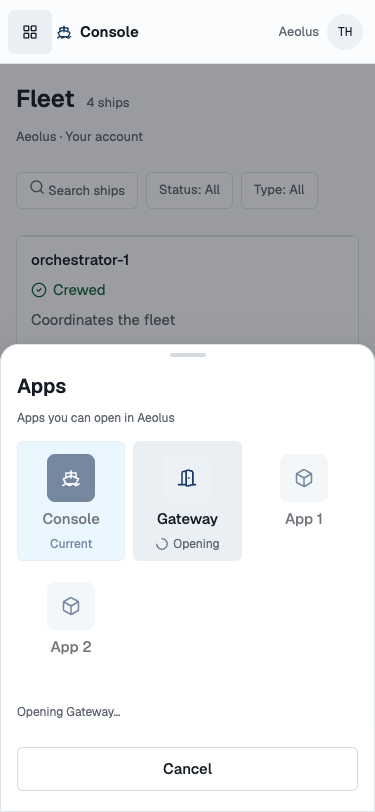 Console
Aeolus
TH
Fleet
4 ships
Aeolus · Your account
Search ships
Status: All
Type: All
orchestrator-1
Crewed
Coordinates the fleet
Apps
Apps you can open in Aeolus
Console
Current
Gateway
Opening
App 1
App 2
Opening Gateway...
Cancel